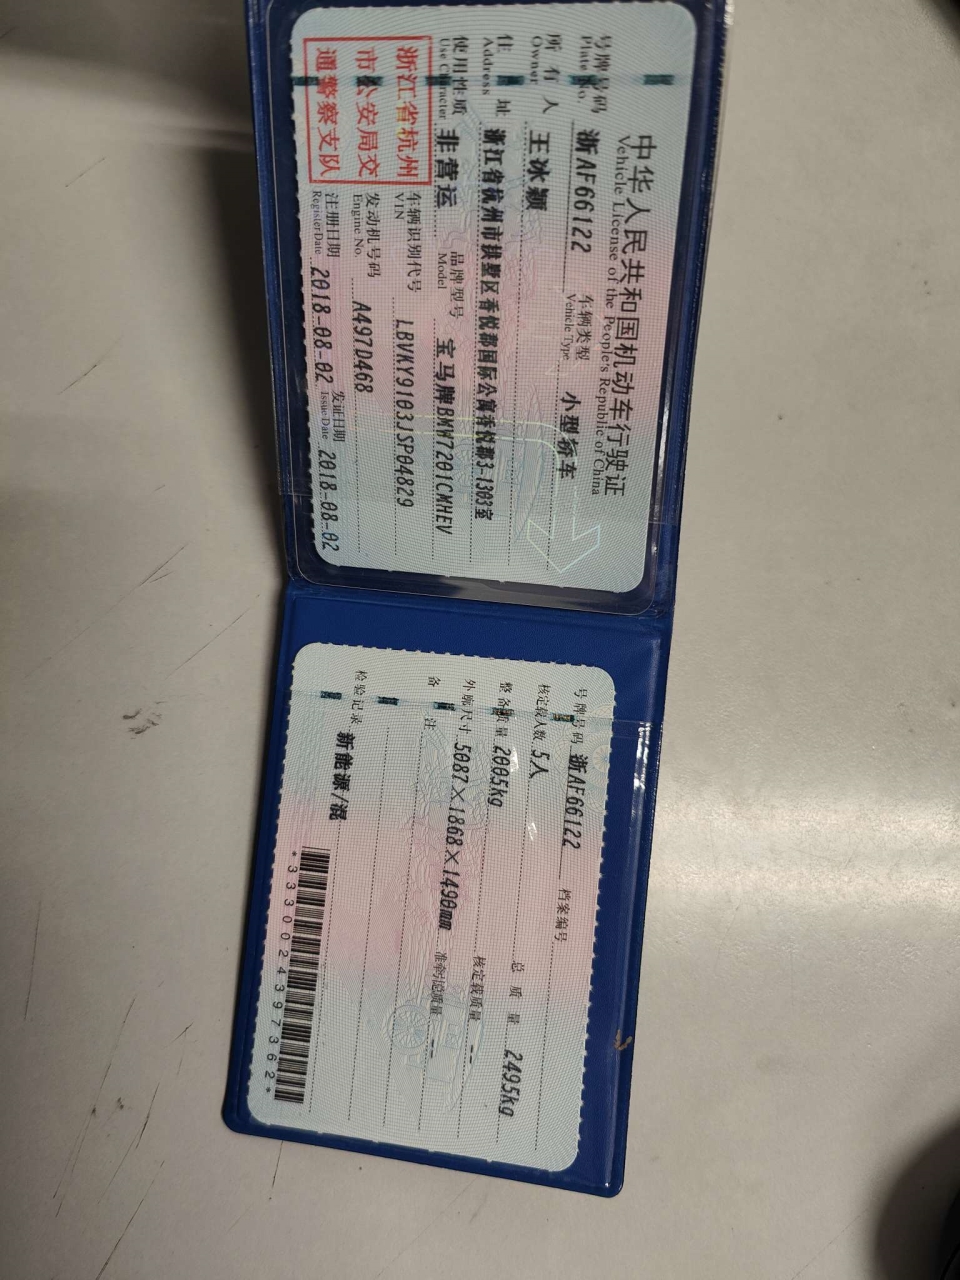 中华人民共和国机动车行驶证
Vehicle License of the People's Republic of China
号牌号码 浙AF66122 车辆类型 小型轿车
Plate No. Vehicle Type
所有人 王冰颖
Owner
住址 浙江省杭州市拱墅区香悦郡国际公寓香悦郡3-1303室
Address
使用性质 非营运 品牌型号 宝马牌BMW7201CMHEV
Use Character Model
浙江省杭州
市公安局交
通警察支队
车辆识别代号 LBVKY9103JSP04829
VIN
发动机号码 A497D468
Engine No.
注册日期 2018-08-02 发证日期 2018-08-02
Register Date Issue Date
号牌号码 浙AF66122 档案编号
核定载人数 5人 总质量 2495kg
整备质量 2005kg 核定载质量 --
外廓尺寸 5087×1868×1490mm 准牵引总质量 --
备注
检验记录 新能源/混
*3330024397362*